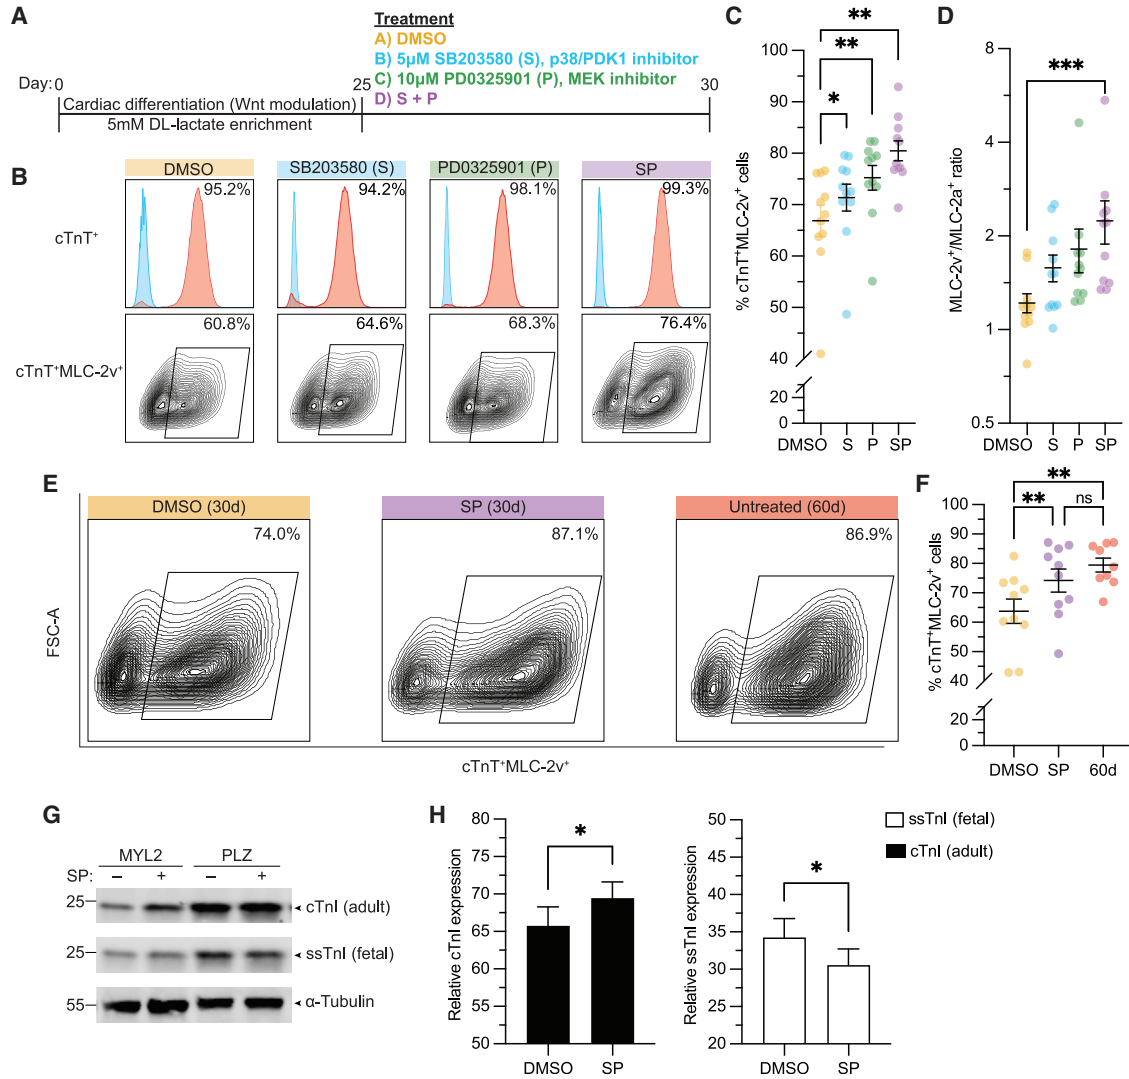 A
Treatment
A) DMSO
B) 5µM SB203580 (S), p38/PDK1 inhibitor
C) 10µM PD0325901 (P), MEK inhibitor
D) S + P
Day: 0
25
30
Cardiac differentiation (Wnt modulation)
5mM DL-lactate enrichment
B
DMSO
SB203580 (S)
PD0325901 (P)
SP
cTnT⁺
95.2%
94.2%
98.1%
99.3%
cTnT⁺MLC-2v⁺
60.8%
64.6%
68.3%
76.4%
C
% cTnT⁺MLC-2v⁺ cells
100
90
80
70
60
50
40
20
0
**
**
*
DMSO
S
P
SP
D
MLC-2v⁺/MLC-2a⁺ ratio
8
4
2
1
0.5
***
DMSO
S
P
SP
E
DMSO (30d)
SP (30d)
Untreated (60d)
74.0%
87.1%
86.9%
FSC-A
cTnT⁺MLC-2v⁺
F
% cTnT⁺MLC-2v⁺ cells
100
90
80
70
60
50
40
20
0
**
**
ns
DMSO
SP
60d
G
MYL2
PLZ
SP:
–
+
–
+
25
cTnI (adult)
25
ssTnI (fetal)
55
α-Tubulin
H
Relative cTnI expression
80
75
70
65
60
55
50
*
DMSO
SP
Relative ssTnI expression
50
45
40
35
30
25
20
*
DMSO
SP
ssTnI (fetal)
cTnI (adult)